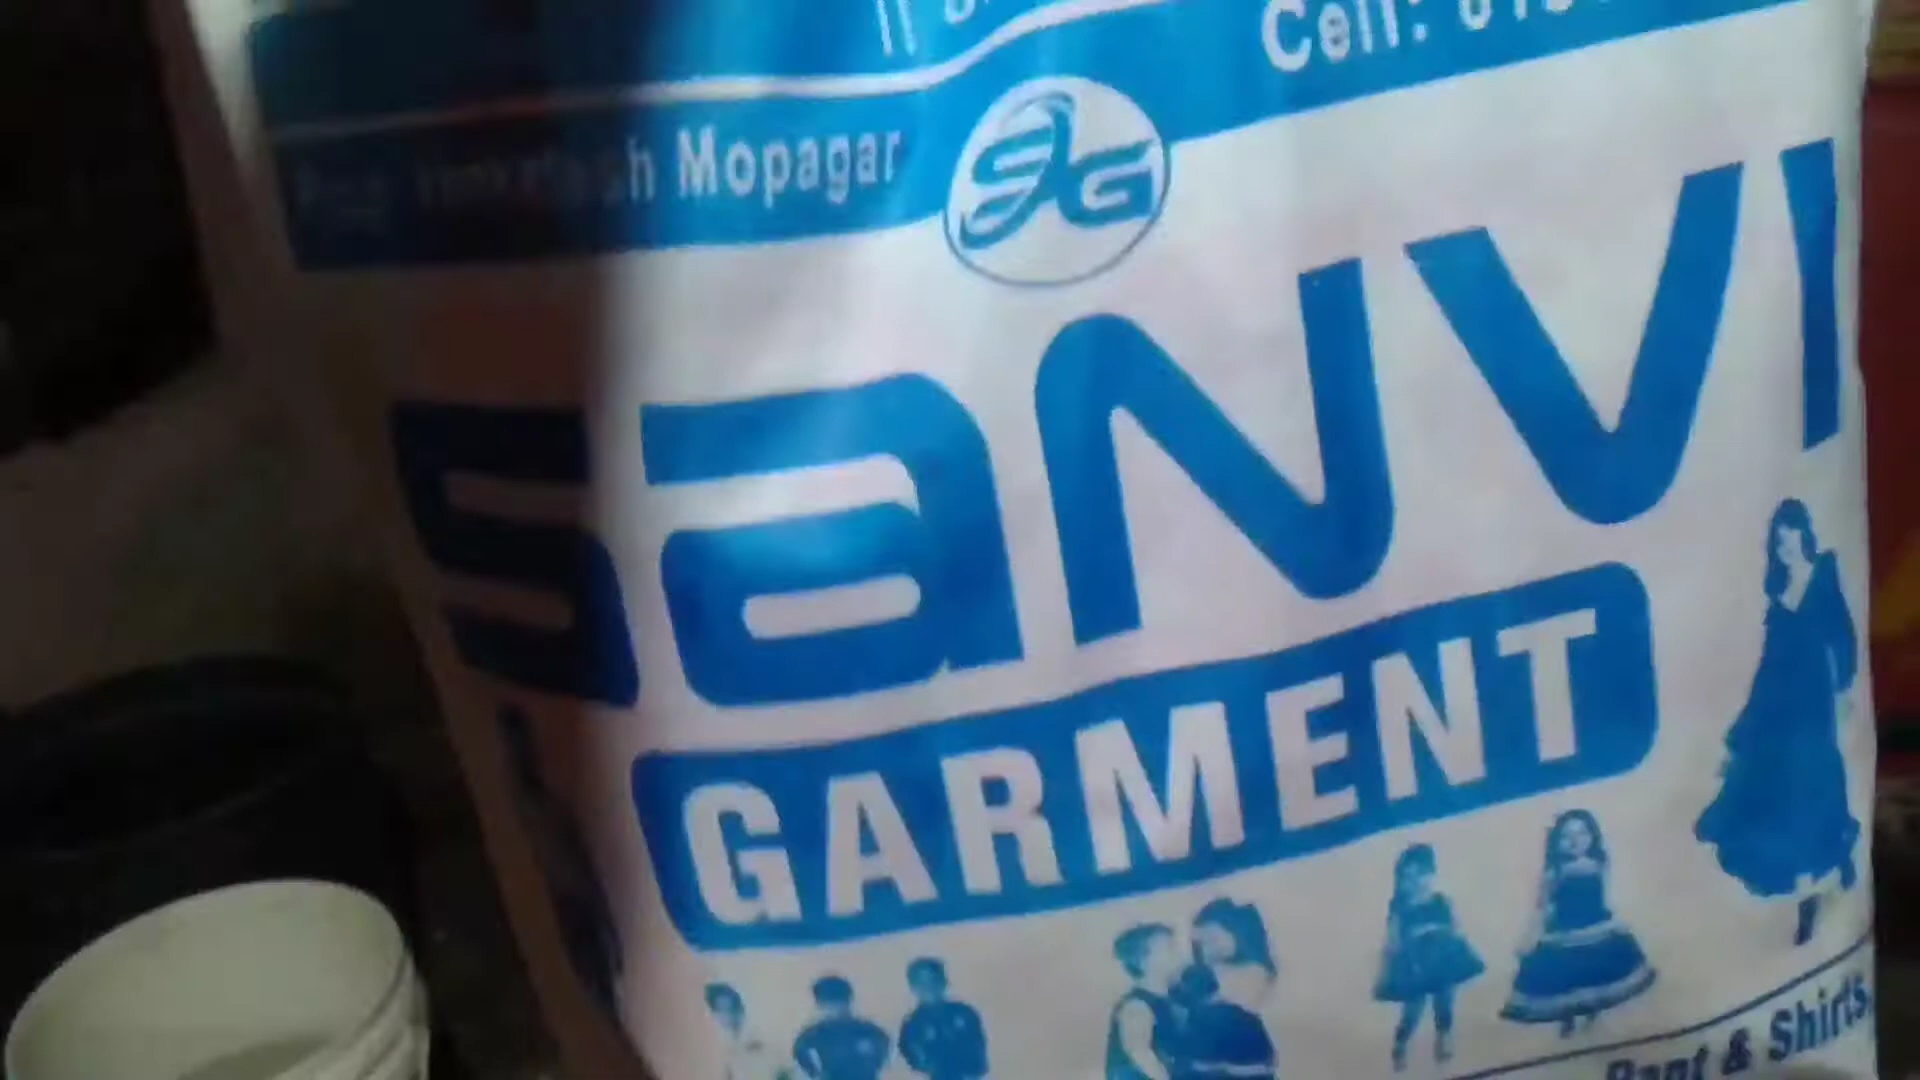 Cell:
Mopagar
SG
SANVI
GARMENT
Pant & Shirts,